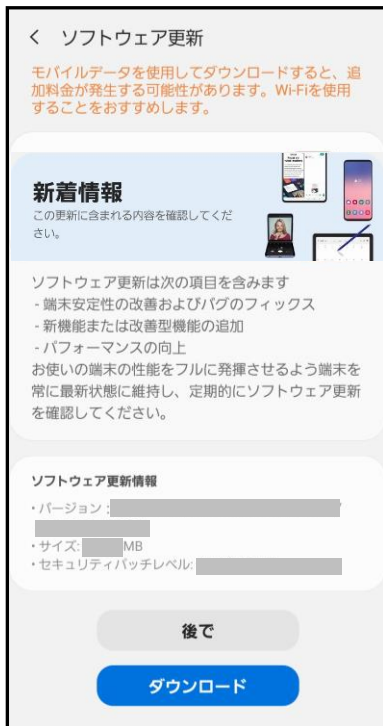 ソフトウェア更新
モバイルデータを使用してダウンロードすると、追
加料金が発生する可能性があります。Wi-Fiを使用
することをおすすめします。
新着情報
この更新に含まれる内容を確認してくだ
さい。
ソフトウェア更新は次の項目を含みます
- 端末安定性の改善およびバグのフィックス
- 新機能または改善型機能の追加
- パフォーマンスの向上
お使いの端末の性能をフルに発揮させるよう端末を
常に最新状態に維持し、定期的にソフトウェア更新
を確認してください。
ソフトウェア更新情報
・バージョン :
・サイズ: MB
・セキュリティパッチレベル:
後で
ダウンロード